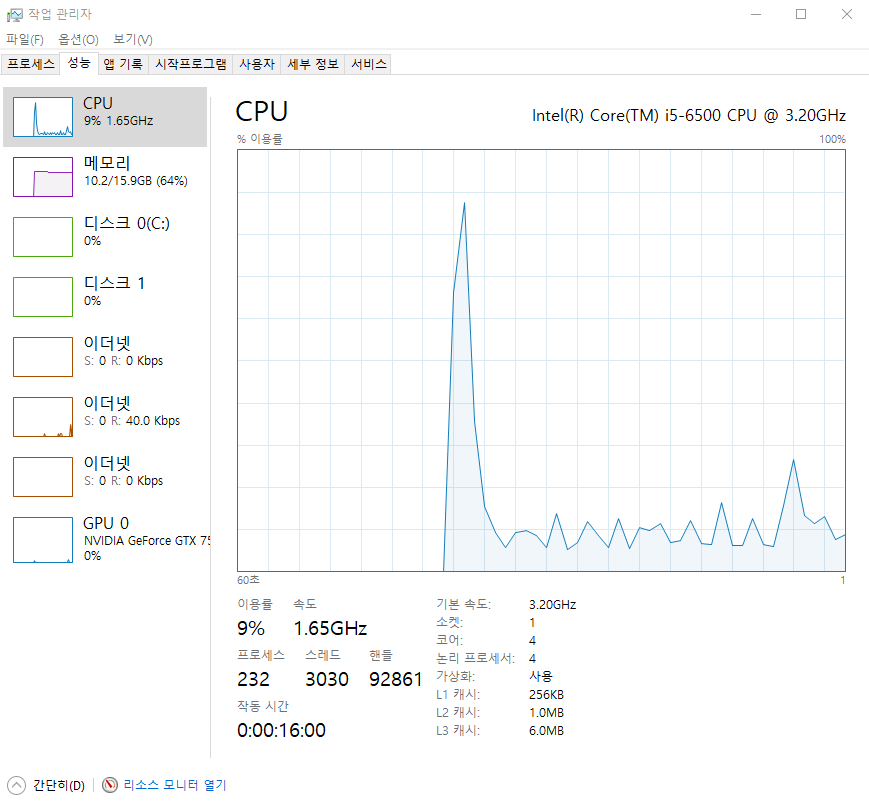 작업 관리자
파일(F) 옵션(O) 보기(V)
프로세스 성능 앱 기록 시작프로그램 사용자 세부 정보 서비스
CPU
9% 1.65GHz
메모리
10.2/15.9GB (64%)
디스크 0(C:)
0%
디스크 1
0%
이더넷
S: 0 R: 0 Kbps
이더넷
S: 0 R: 40.0 Kbps
이더넷
S: 0 R: 0 Kbps
GPU 0
NVIDIA GeForce GTX 75
0%
CPU Intel(R) Core(TM) i5-6500 CPU @ 3.20GHz
% 이용률 100%
60초 1
이용률 속도
9% 1.65GHz
프로세스 스레드 핸들
232 3030 92861
작동 시간
0:00:16:00
기본 속도: 3.20GHz
소켓: 1
코어: 4
논리 프로세서: 4
가상화: 사용
L1 캐시: 256KB
L2 캐시: 1.0MB
L3 캐시: 6.0MB
간단히(D) 리소스 모니터 열기